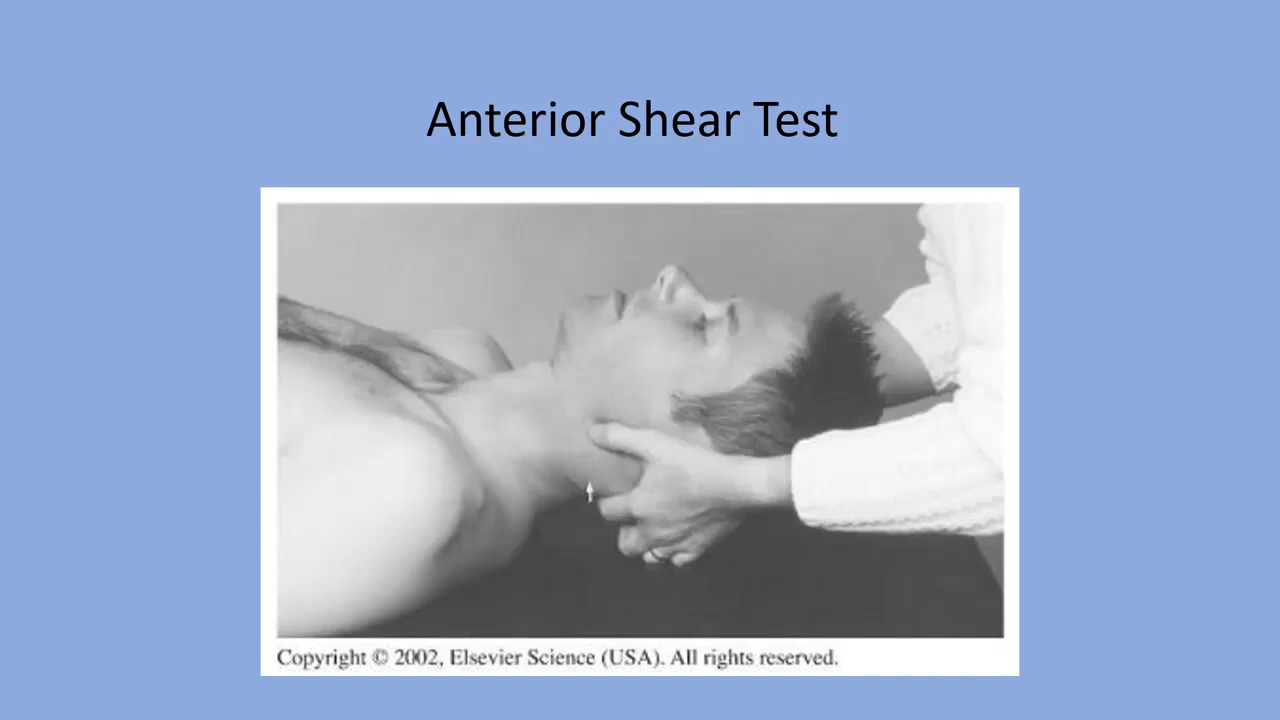 Anterior Shear Test
Copyright © 2002, Elsevier Science (USA). All rights reserved.